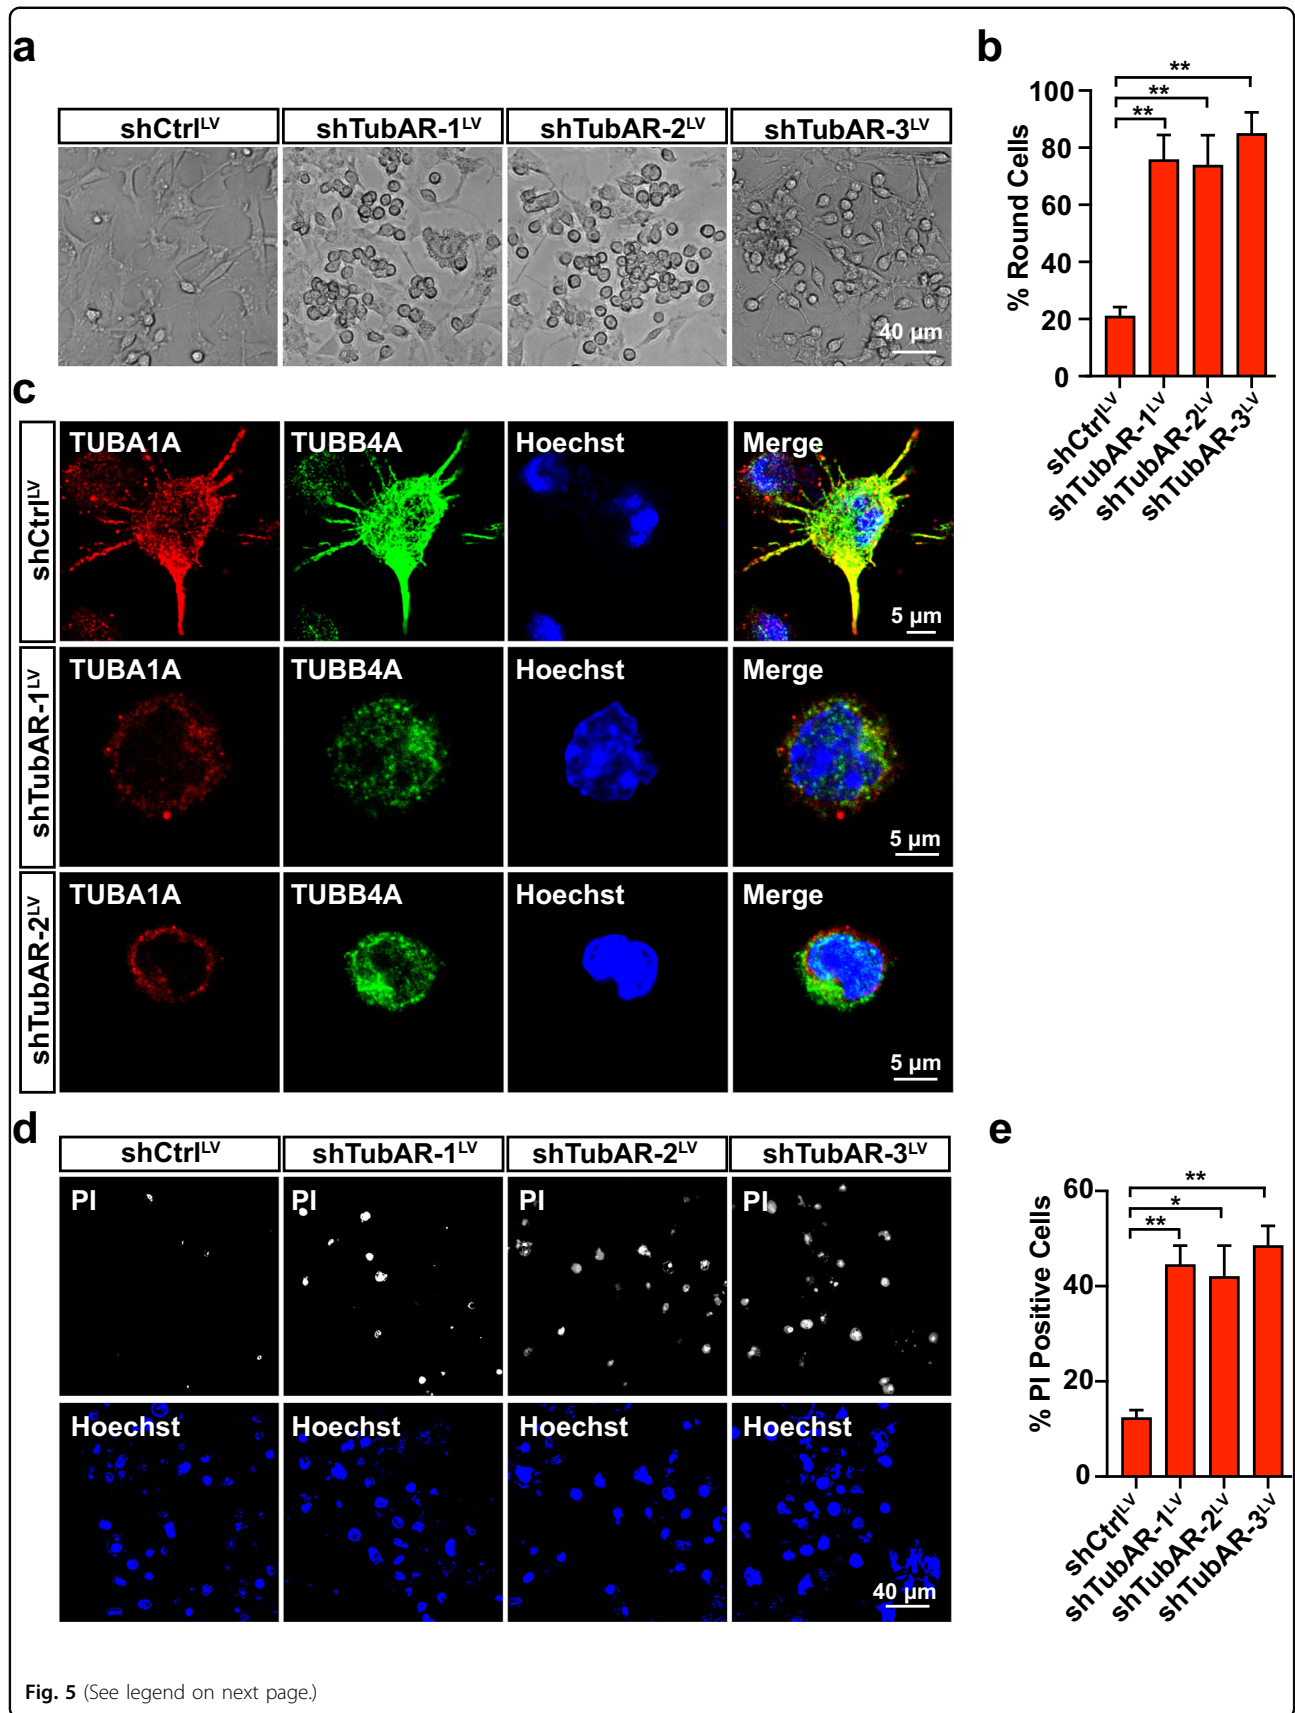 a
shCtrlLV shTubAR-1LV shTubAR-2LV shTubAR-3LV
40 µm
b
** 
**
**
% Round Cells
100
80
60
40
20
0
shCtrlLV
shTubAR-1LV
shTubAR-2LV
shTubAR-3LV
c
shCtrlLV
TUBA1A TUBB4A Hoechst Merge
5 µm
shTubAR-1LV
TUBA1A TUBB4A Hoechst Merge
5 µm
shTubAR-2LV
TUBA1A TUBB4A Hoechst Merge
5 µm
d
shCtrlLV shTubAR-1LV shTubAR-2LV shTubAR-3LV
PI PI PI PI
Hoechst Hoechst Hoechst Hoechst
40 µm
e
**
*
**
% PI Positive Cells
60
40
20
0
shCtrlLV
shTubAR-1LV
shTubAR-2LV
shTubAR-3LV
Fig. 5 (See legend on next page.)